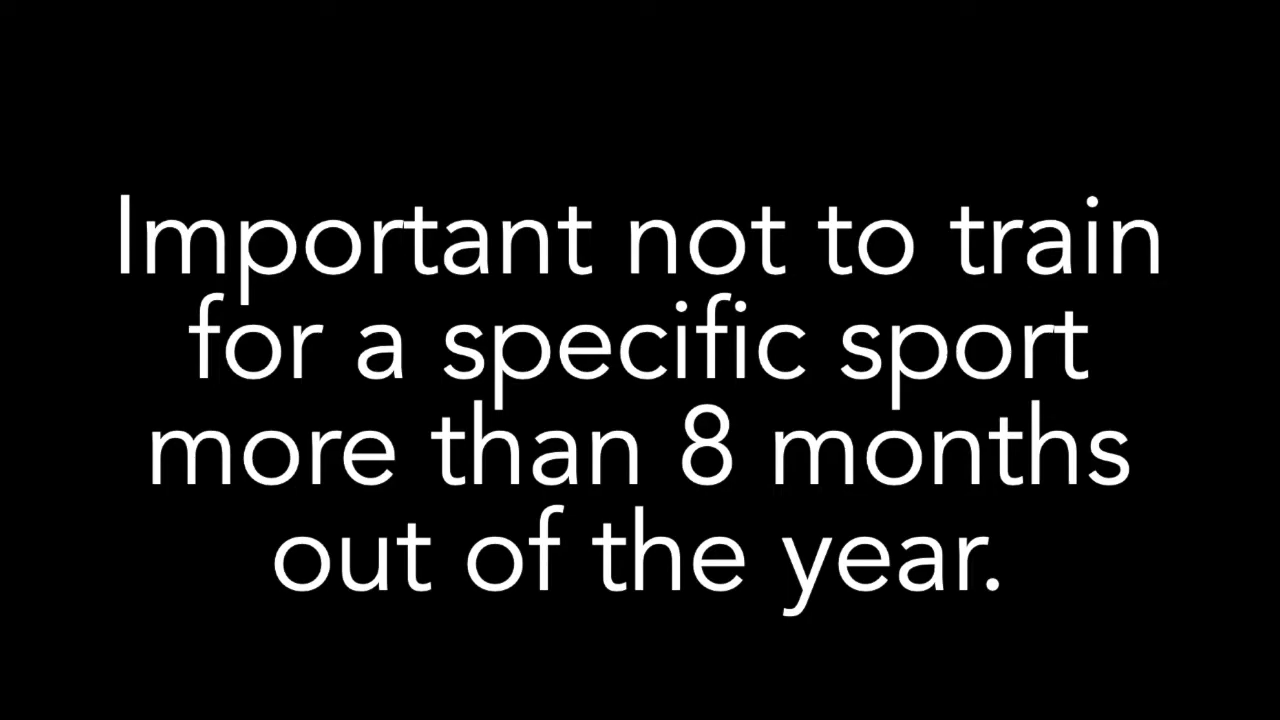 Important not to train
for a specific sport
more than 8 months
out of the year.